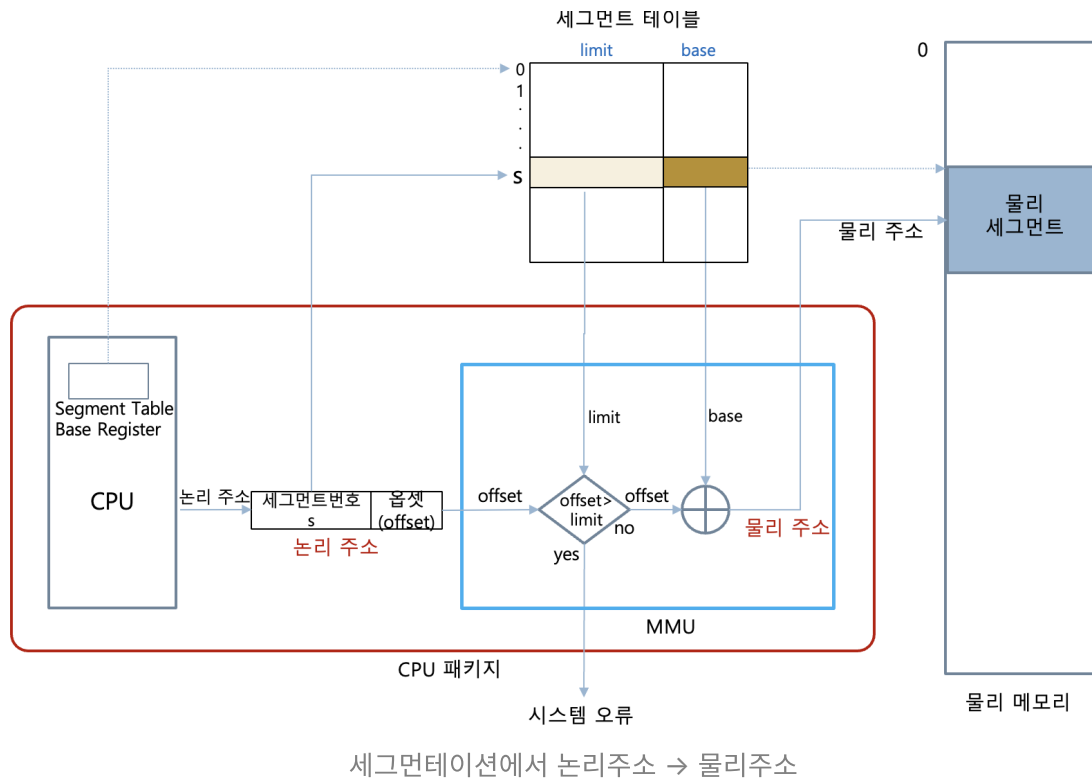 세그먼트 테이블
limit
base
0
0
1
.
.
.
s
물리
세그먼트
물리 주소
Segment Table
Base Register
limit
base
CPU
논리 주소
세그먼트번호
s
옵셋
(offset)
offset
offset>
limit
offset
no
yes
물리 주소
논리 주소
MMU
CPU 패키지
시스템 오류
물리 메모리
세그먼테이션에서 논리주소 → 물리주소